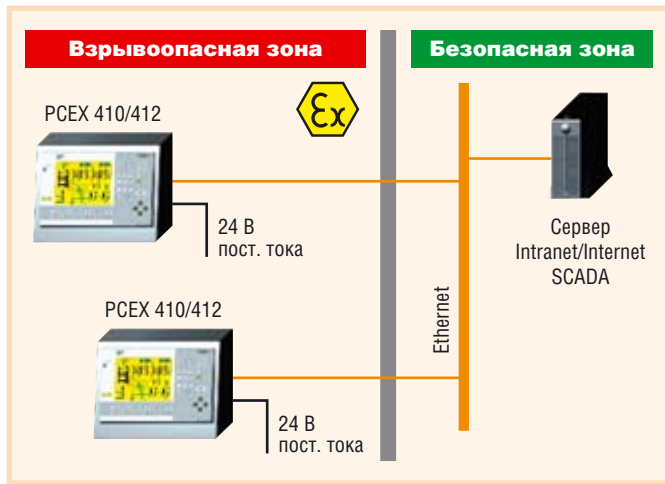 Взрывоопасная зона
Безопасная зона
PCEX 410/412
Ex
24 В
пост. тока
Сервер
Intranet/Internet
SCADA
Ethernet
PCEX 410/412
24 В
пост. тока